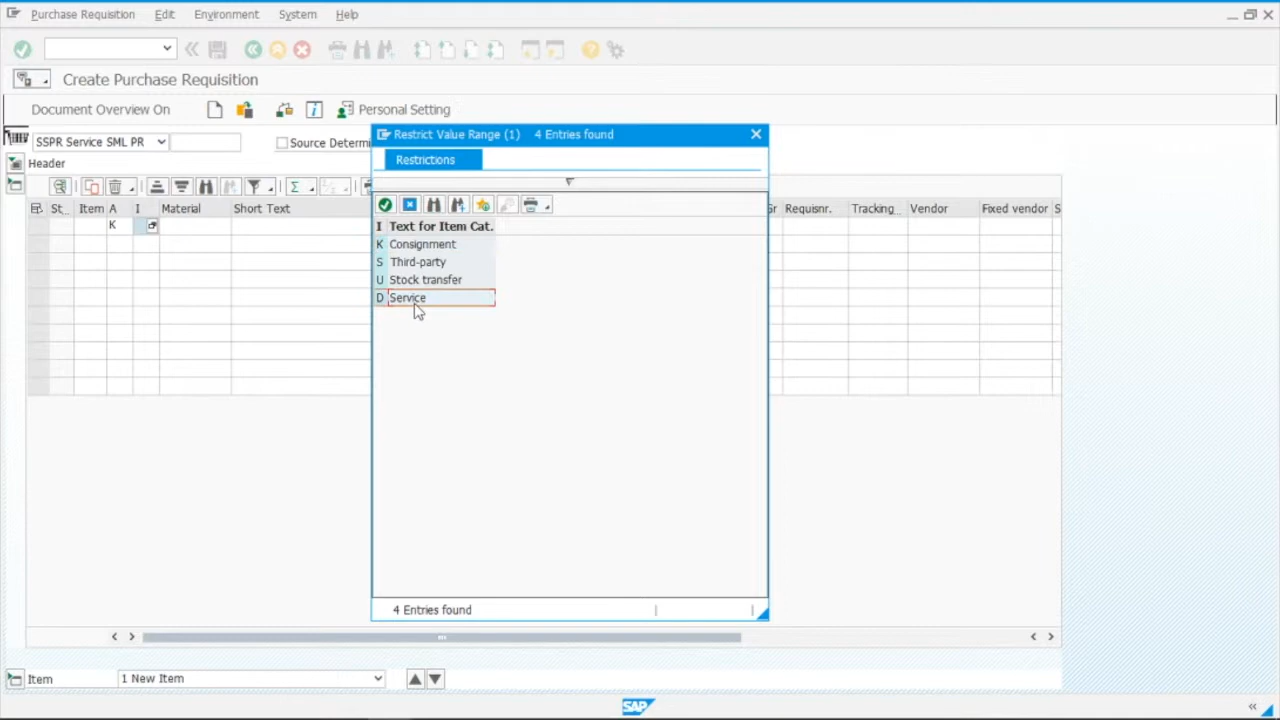 Purchase Requisition Edit Environment System Help
Create Purchase Requisition
Document Overview On Personal Setting
SSPR Service SML PR Source Determi
Restrict Value Range (1) 4 Entries found
Restrictions
Header
St... Item A I Material Short Text Gr Requisnr. Tracking... Vendor Fixed vendor S
K
I Text for Item Cat.
K Consignment
S Third-party
U Stock transfer
D Service
4 Entries found
Item 1 New Item
SAP